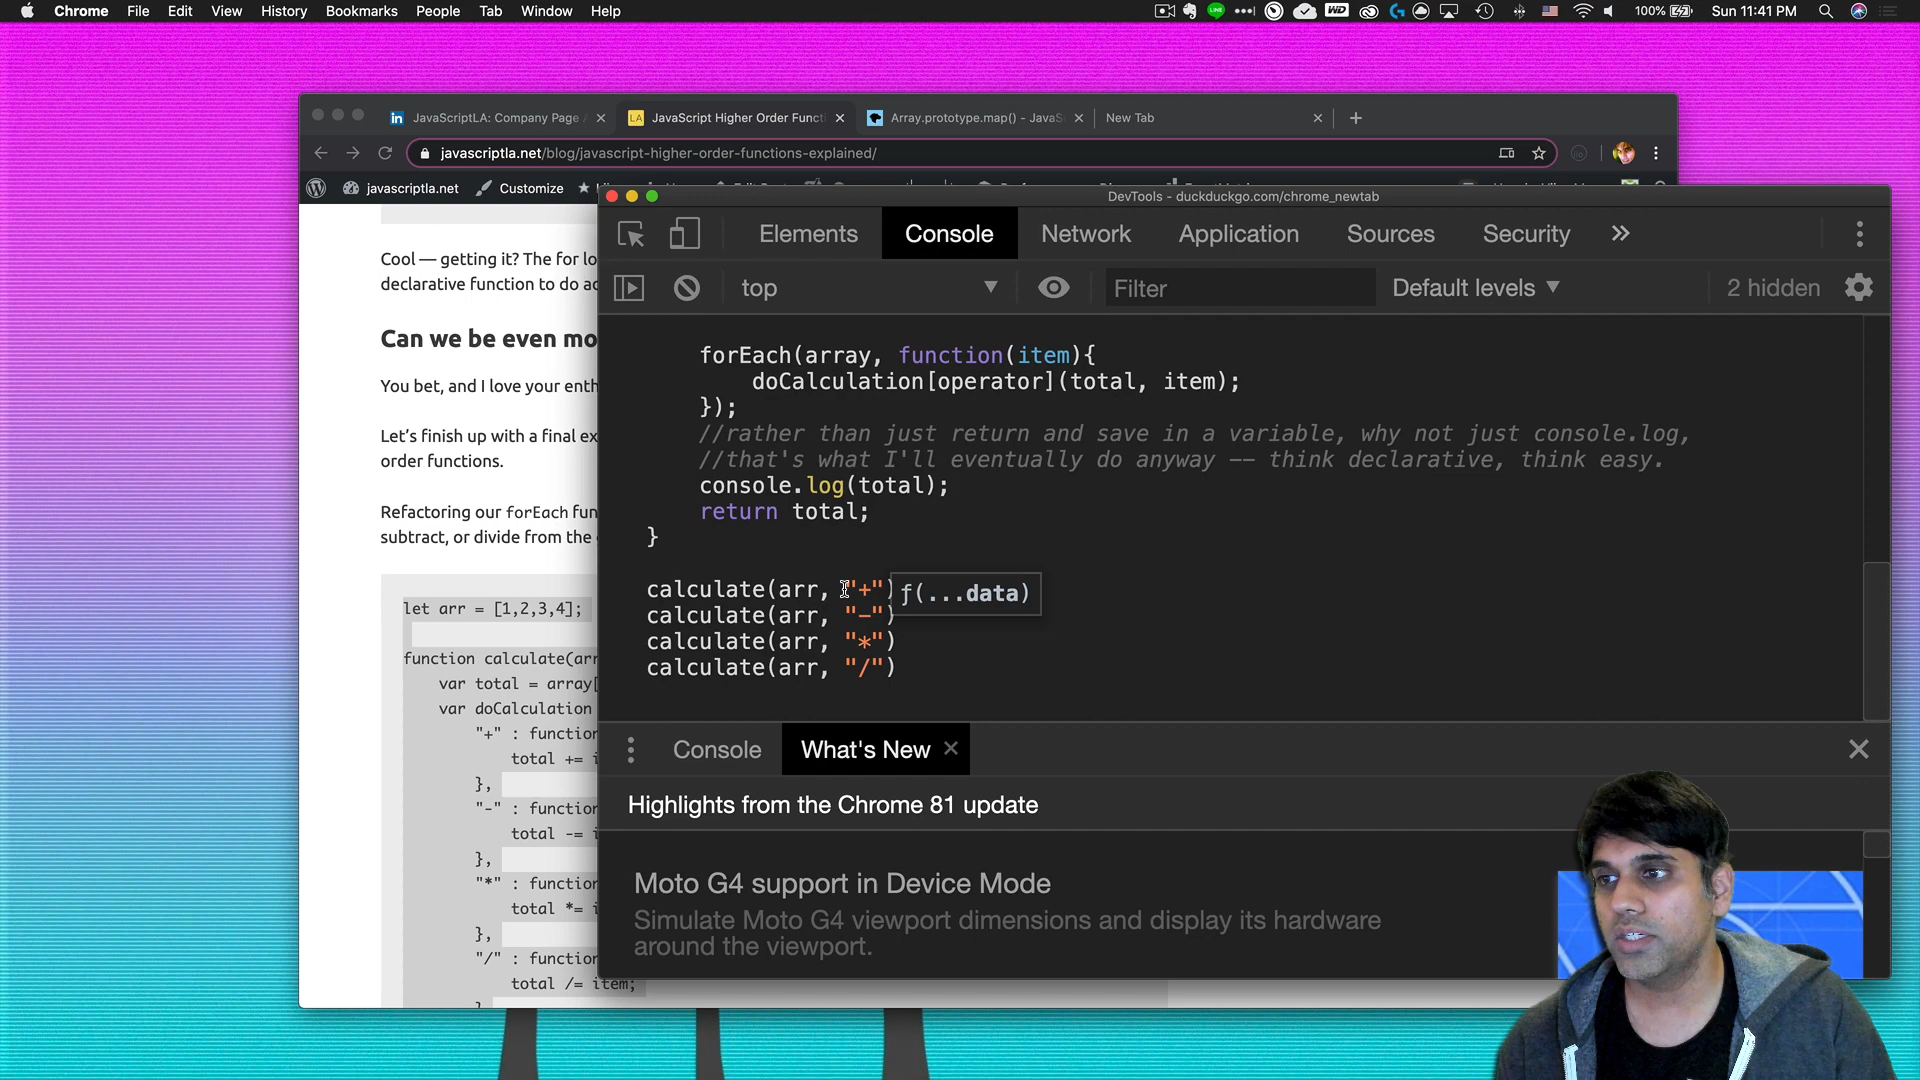 Chrome File Edit View History Bookmarks People Tab Window Help
100% Sun 11:41 PM
JavaScriptLA: Company Page
JavaScript Higher Order Funct
Array.prototype.map() - JavaS
New Tab
javascriptla.net/blog/javascript-higher-order-functions-explained/
javascriptla.net Customize
Cool — getting it? The for lo
declarative function to do ac
Can we be even mo
You bet, and I love your enth
Let's finish up with a final ex
order functions.
Refactoring our forEach fun
subtract, or divide from the
let arr = [1,2,3,4];
function calculate(arr
var total = array[
var doCalculation
"+" : function
total += i
},
"-" : function
total -= i
},
"*" : function
total *= i
},
"/" : function
total /= item;
DevTools - duckduckgo.com/chrome_newtab
Elements Console Network Application Sources Security
top Filter Default levels 2 hidden
forEach(array, function(item){
doCalculation[operator](total, item);
});
//rather than just return and save in a variable, why not just console.log,
//that's what I'll eventually do anyway -- think declarative, think easy.
console.log(total);
return total;
}
calculate(arr, "+")
ƒ(...data)
calculate(arr, "-")
calculate(arr, "*")
calculate(arr, "/")
Console What's New
Highlights from the Chrome 81 update
Moto G4 support in Device Mode
Simulate Moto G4 viewport dimensions and display its hardware
around the viewport.